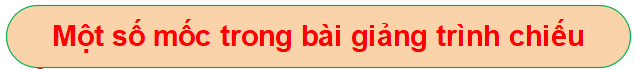 Một số mốc trong bài giảng trình chiếu